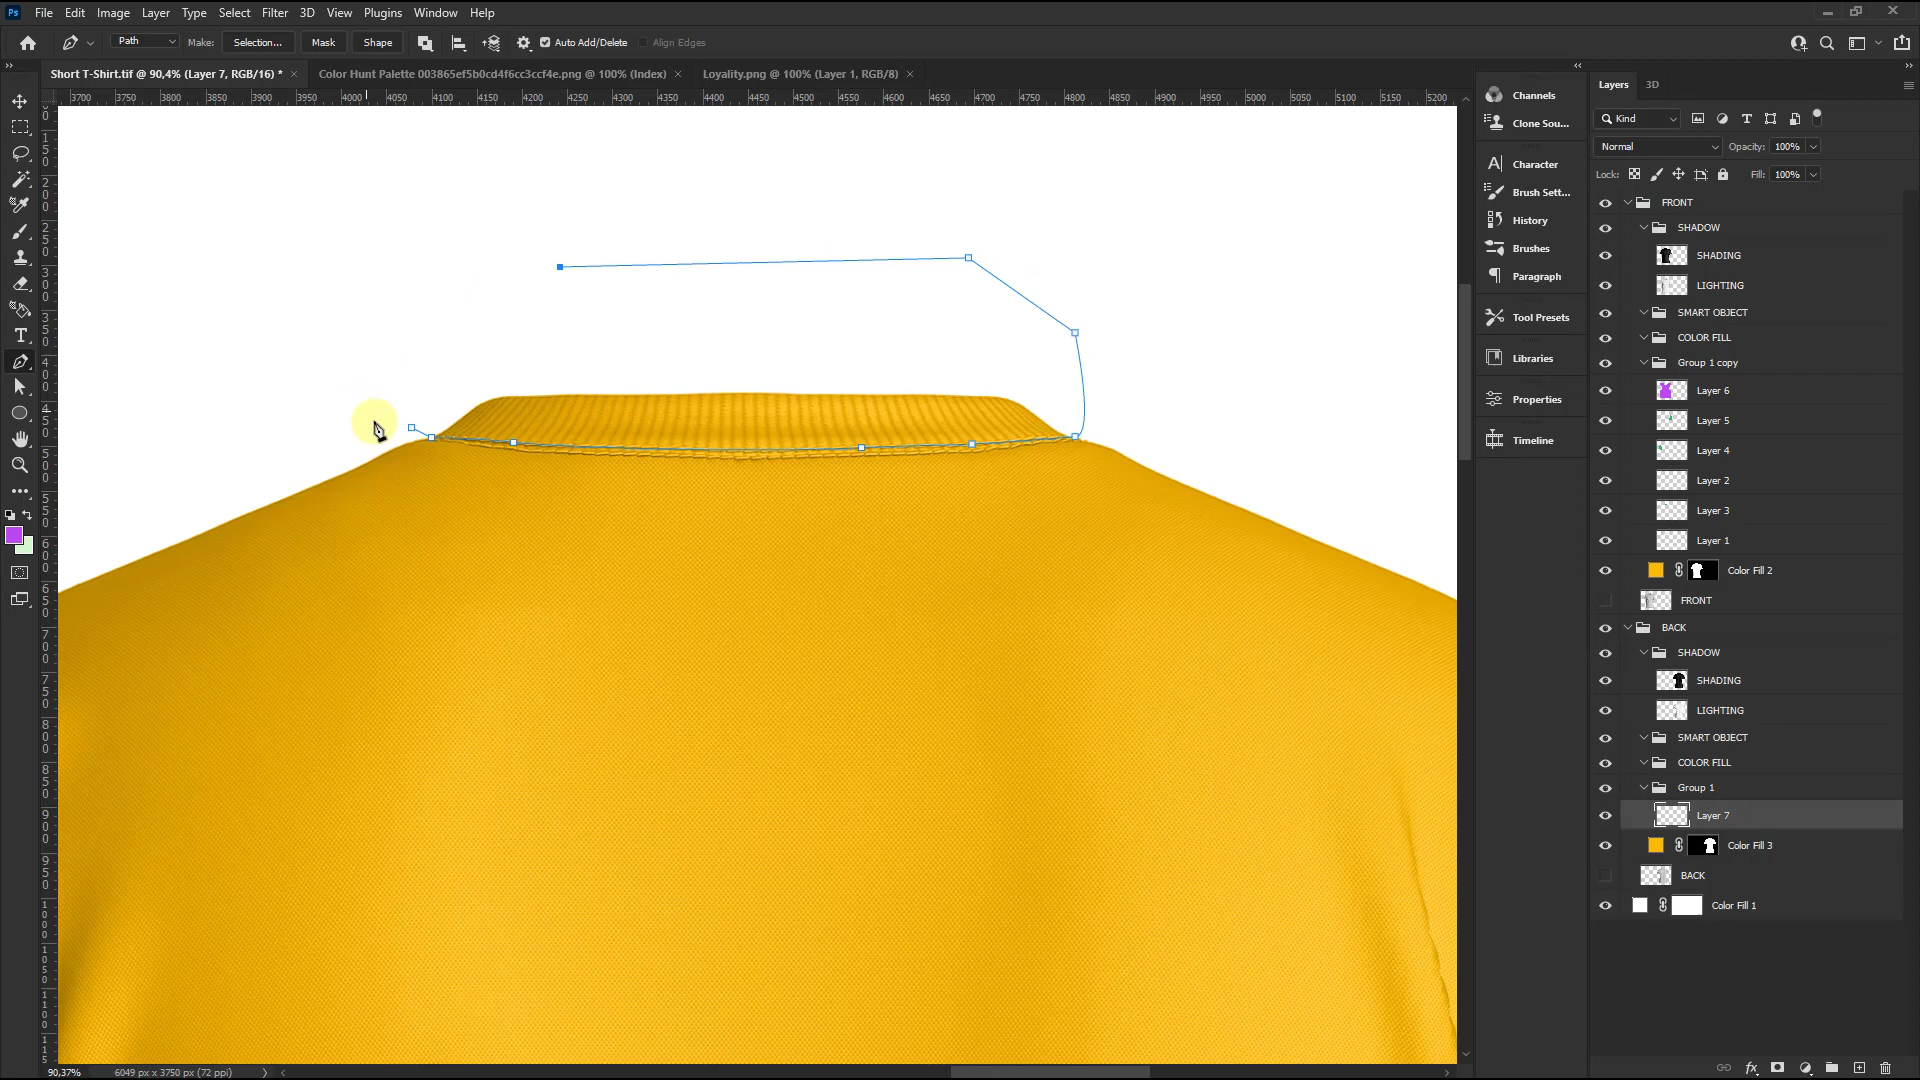 Ps File Edit Image Layer Type Select Filter 3D View Plugins Window Help
Path Make: Selection... Mask Shape Auto Add/Delete Align Edges
Short T-Shirt.tif @ 90,4% (Layer 7, RGB/16) * Color Hunt Palette 003865ef5b0cd4f6cc3ccf4e.png @ 100% (Index) Loyality.png @ 100% (Layer 1, RGB/8)
3700 3750 3800 3850 3900 3950 4000 4050 4100 4150 4200 4250 4300 4350 4400 4450 4500 4550 4600 4650 4700 4750 4800 4850 4900 4950 5000 5050 5100 5150 5200
Channels
Clone Sou...
Character
Brush Sett...
History
Brushes
Paragraph
Tool Presets
Libraries
Properties
Timeline
Layers 3D
Kind
Normal Opacity: 100%
Lock: Fill: 100%
FRONT
SHADOW
SHADING
LIGHTING
SMART OBJECT
COLOR FILL
Group 1 copy
Layer 6
Layer 5
Layer 4
Layer 2
Layer 3
Layer 1
Color Fill 2
FRONT
BACK
SHADOW
SHADING
LIGHTING
SMART OBJECT
COLOR FILL
Group 1
Layer 7
Color Fill 3
BACK
Color Fill 1
90,37% 6049 px x 3750 px (72 ppi)